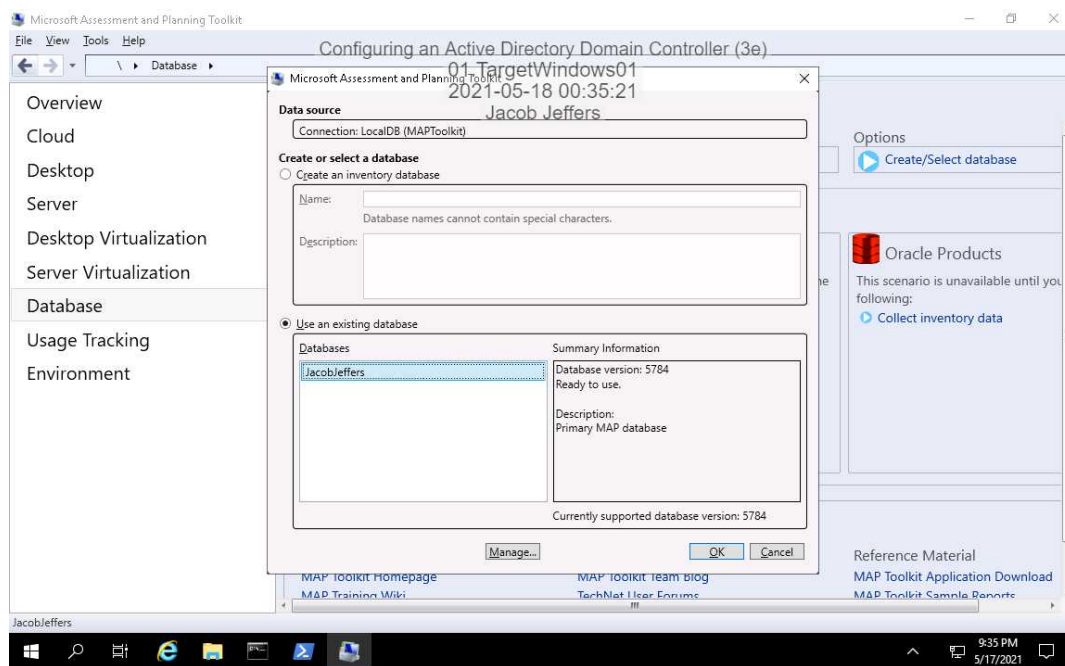 Microsoft Assessment and Planning Toolkit
File View Tools Help
\ Database
Configuring an Active Directory Domain Controller (3e)
01 TargetWindows01
2021-05-18 00:35:21
Jacob Jeffers
Overview
Cloud
Desktop
Server
Desktop Virtualization
Server Virtualization
Database
Usage Tracking
Environment
Microsoft Assessment and Planning Toolkit
Data source
Connection: LocalDB (MAPToolkit)
Create or select a database
Create an inventory database
Name:
Database names cannot contain special characters.
Description:
Use an existing database
Databases
JacobJeffers
Summary Information
Database version: 5784
Ready to use.
Description:
Primary MAP database
Currently supported database version: 5784
Manage...
OK
Cancel
Options
Create/Select database
Oracle Products
This scenario is unavailable until you
following:
Collect inventory data
MAP Toolkit Homepage
MAP Training Wiki
MAP Toolkit Team Blog
TechNet User Forums
Reference Material
MAP Toolkit Application Download
MAP Toolkit Sample Reports
JacobJeffers
9:35 PM
5/17/2021